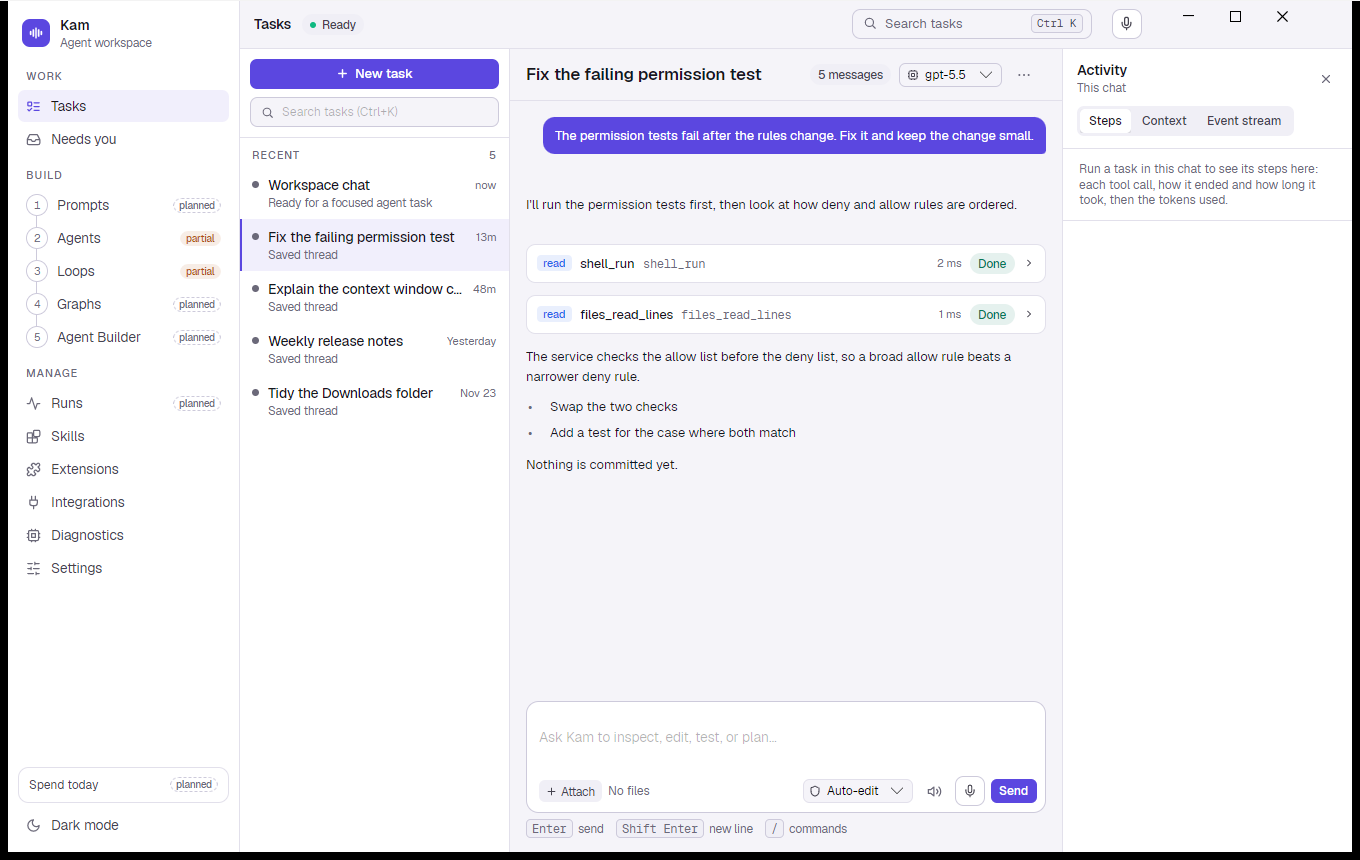 Kam
Agent workspace
WORK
Tasks
Needs you
BUILD
1 Prompts planned
2 Agents partial
3 Loops partial
4 Graphs planned
5 Agent Builder planned
MANAGE
Runs planned
Skills
Extensions
Integrations
Diagnostics
Settings
Spend today planned
Dark mode
Tasks Ready
Search tasks Ctrl K
+ New task
Search tasks (Ctrl+K)
RECENT 5
Workspace chat now
Ready for a focused agent task
Fix the failing permission test 13m
Saved thread
Explain the context window c... 48m
Saved thread
Weekly release notes Yesterday
Saved thread
Tidy the Downloads folder Nov 23
Saved thread
Fix the failing permission test 5 messages gpt-5.5 ...
The permission tests fail after the rules change. Fix it and keep the change small.
I'll run the permission tests first, then look at how deny and allow rules are ordered.
read shell_run shell_run 2 ms Done
read files_read_lines files_read_lines 1 ms Done
The service checks the allow list before the deny list, so a broad allow rule beats a
narrower deny rule.
• Swap the two checks
• Add a test for the case where both match
Nothing is committed yet.
Ask Kam to inspect, edit, test, or plan...
+ Attach No files Auto-edit Send
Enter send Shift Enter new line / commands
Activity
This chat
Steps Context Event stream
Run a task in this chat to see its steps here:
each tool call, how it ended and how long it
took, then the tokens used.